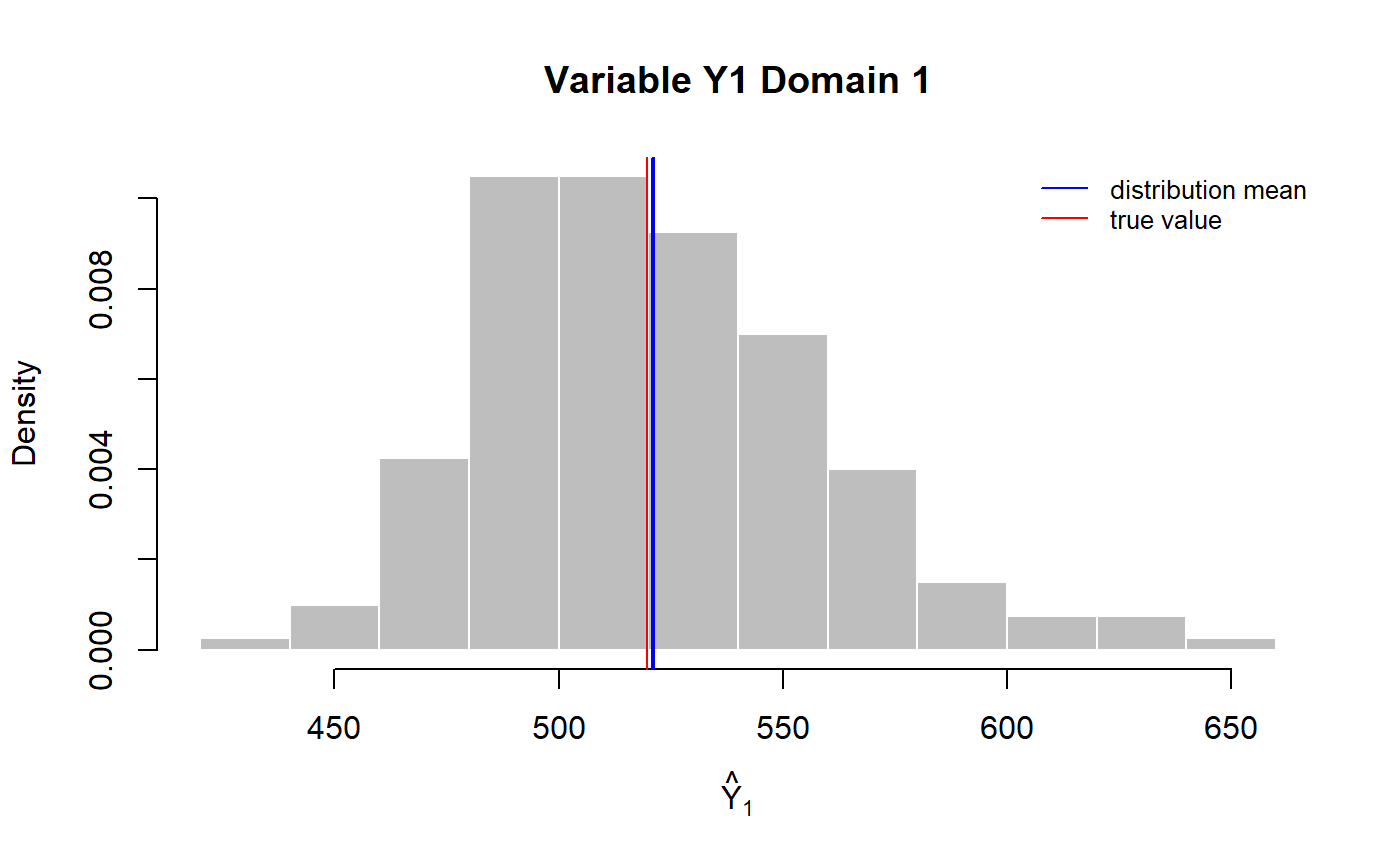 Variable Y1 Domain 1
distribution mean
true value
Density
0.008
0.004
0.000
450 500 550 600 650
Ŷ₁